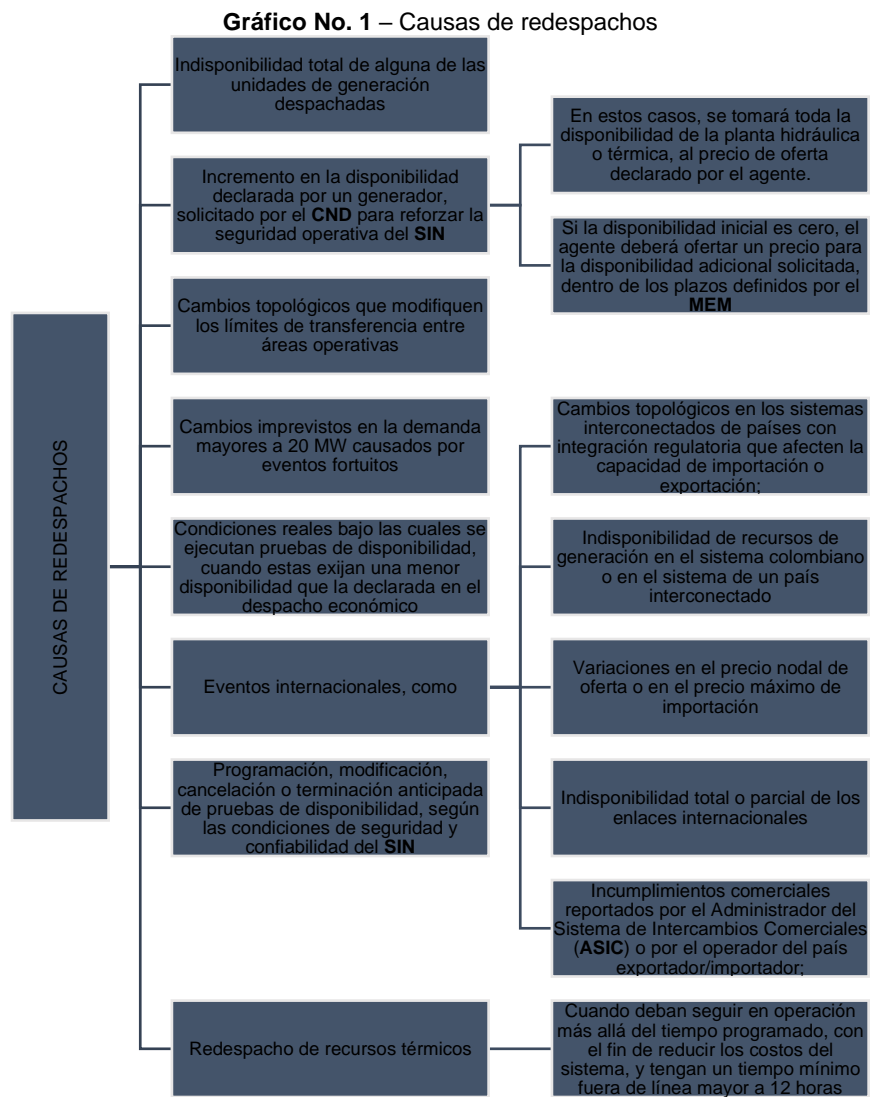 Gráfico No. 1 – Causas de redespachos
CAUSAS DE REDESPACHOS
Indisponibilidad total de alguna de las
unidades de generación
despachadas
Incremento en la disponibilidad
declarada por un generador,
solicitado por el CND para reforzar la
seguridad operativa del SIN
En estos casos, se tomará toda la
disponibilidad de la planta hidráulica
o térmica, al precio de oferta
declarado por el agente.
Si la disponibilidad inicial es cero, el
agente deberá ofertar un precio para
la disponibilidad adicional solicitada,
dentro de los plazos definidos por el
MEM
Cambios topológicos que modifiquen
los límites de transferencia entre
áreas operativas
Cambios imprevistos en la demanda
mayores a 20 MW causados por
eventos fortuitos
Condiciones reales bajo las cuales se
ejecutan pruebas de disponibilidad,
cuando estas exijan una menor
disponibilidad que la declarada en el
despacho económico
Eventos internacionales, como
Cambios topológicos en los sistemas
interconectados de países con
integración regulatoria que afecten la
capacidad de importación o
exportación;
Indisponibilidad de recursos de
generación en el sistema colombiano
o en el sistema de un país
interconectado
Variaciones en el precio nodal de
oferta o en el precio máximo de
importación
Indisponibilidad total o parcial de los
enlaces internacionales
Incumplimientos comerciales
reportados por el Administrador del
Sistema de Intercambios Comerciales
(ASIC) o por el operador del país
exportador/importador;
Programación, modificación,
cancelación o terminación anticipada
de pruebas de disponibilidad, según
las condiciones de seguridad y
confiabilidad del SIN
Redespacho de recursos térmicos
Cuando deban seguir en operación
más allá del tiempo programado, con
el fin de reducir los costos del
sistema, y tengan un tiempo mínimo
fuera de línea mayor a 12 horas